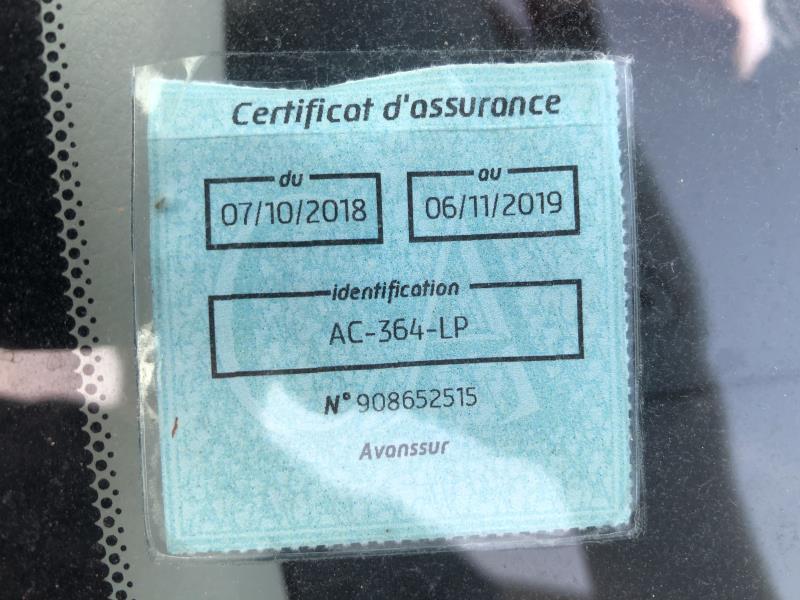 Certificat d'assurance
du
07/10/2018
au
06/11/2019
identification
AC-364-LP
N° 908652515
Avanssur